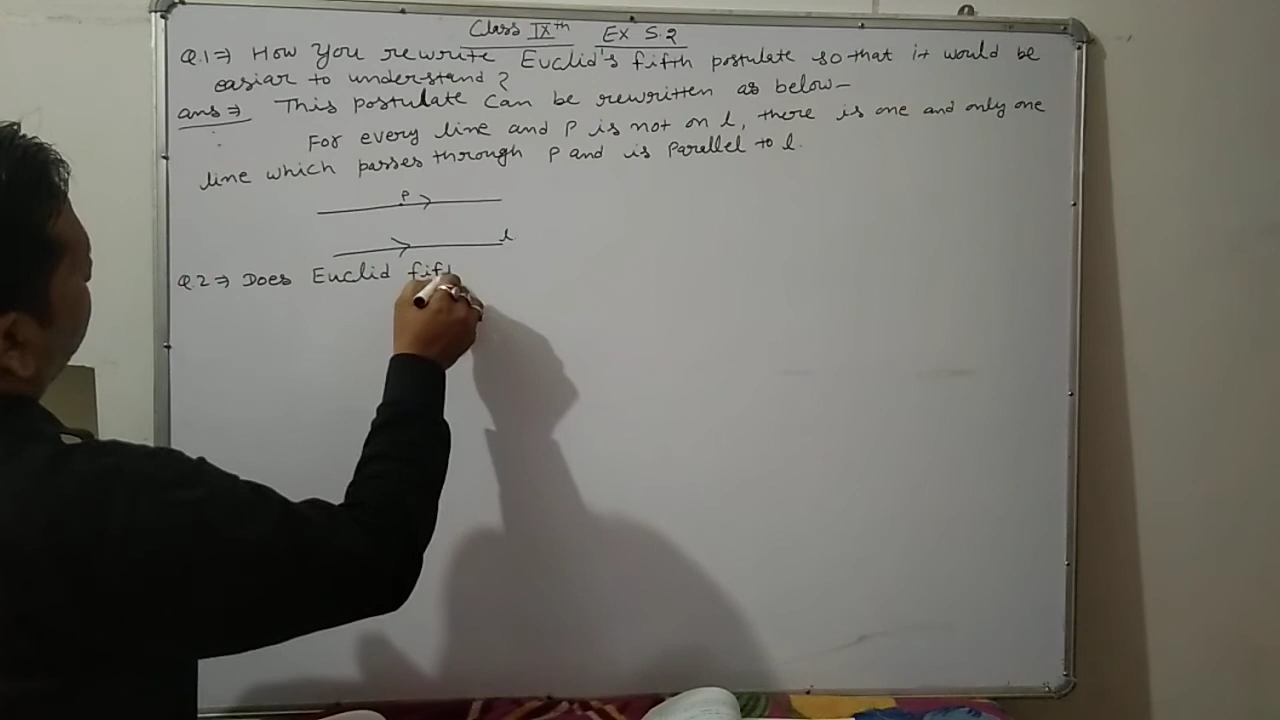 Class IXth Ex 5.2
Q.1⇒ How you rewrite Euclid's fifth postulate so that it would be
easiar to understand?
ans ⇒ This postulate can be rewritten as below—
For every line and P is not on l, there is one and only one
line which passes through P and is parellel to l.
P
l
Q.2⇒ Does Euclid fift